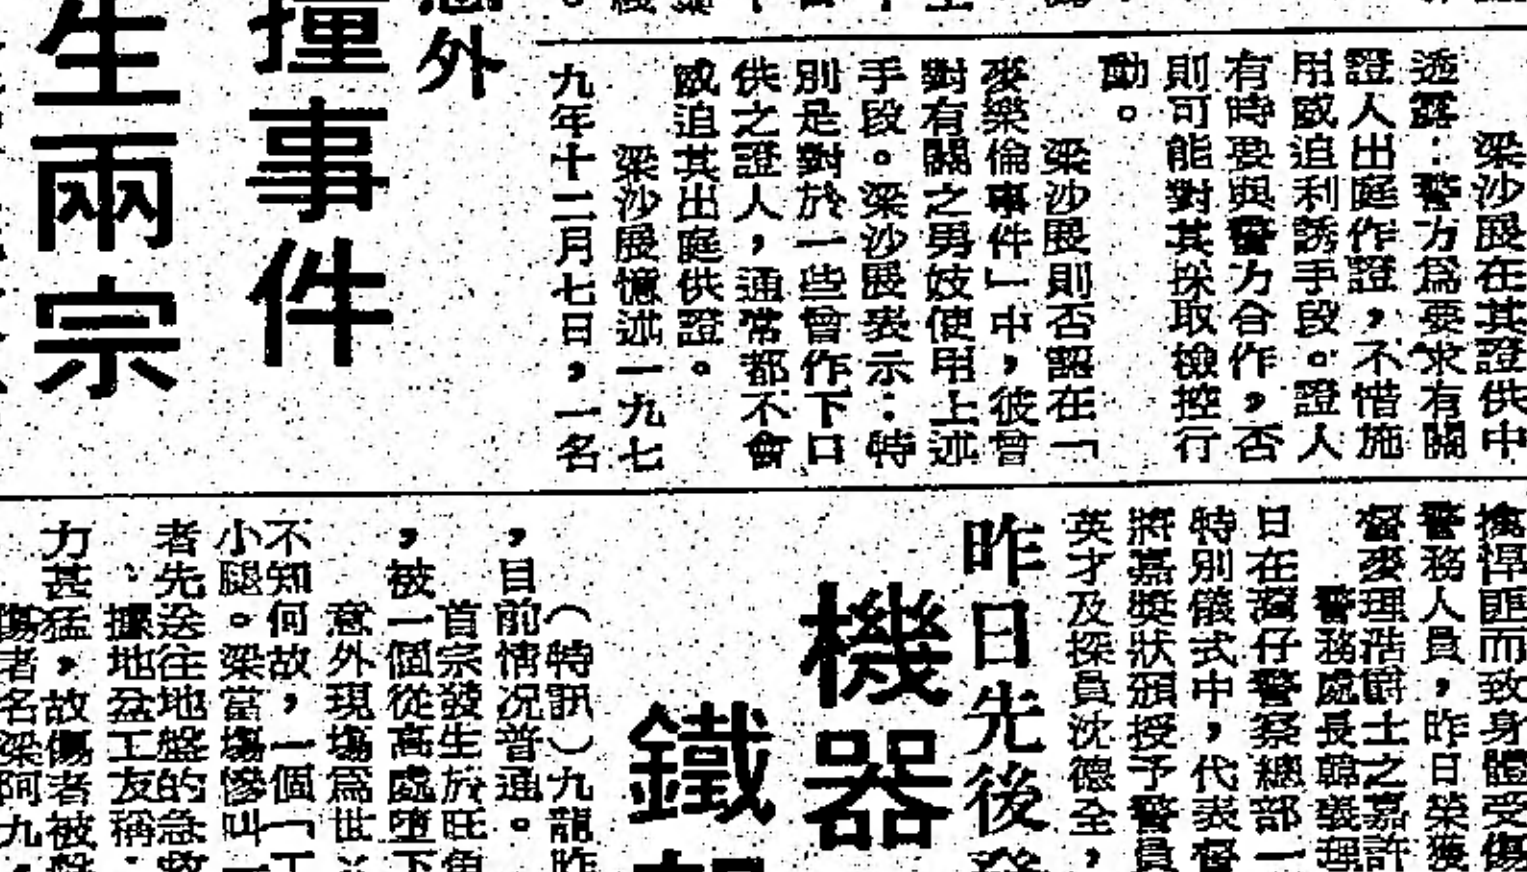 梁沙展在其證供中
透露：警方爲要求有關
證人出庭作證，不惜施
用威迫利誘手段。證人
有時要與警方合作，否
則可能對其採取檢控行
動。
梁沙展則否認在「
麥樂倫事件」中，彼曾
對有關之男妓使用上述
手段。梁沙展表示：特
別是對於一些曾作下口
供之證人，通常都不會
威迫其出庭供證。
梁沙展憶述一九七
九年十二月七日，一名
外
撞事件
生兩宗
擒悍匪而致身體受傷
警務人員，昨日榮獲
督麥理浩爵士之嘉許
警務處長韓義理
日在灣仔警察總部一
特別儀式中，代表督
將嘉獎狀頒授予警員
英才及探員沈德全，
昨日先後
機器
鐵
（特訊）九龍昨
，目前情况普通。
首宗發生於旺角
，被一個從高處墮下
意外現場爲世
不知何故，一個「工
小腿。梁當場慘叫一
者先送往地盤的急救
據地盆工友稱：
力甚猛，故傷者被
傷者名梁阿九